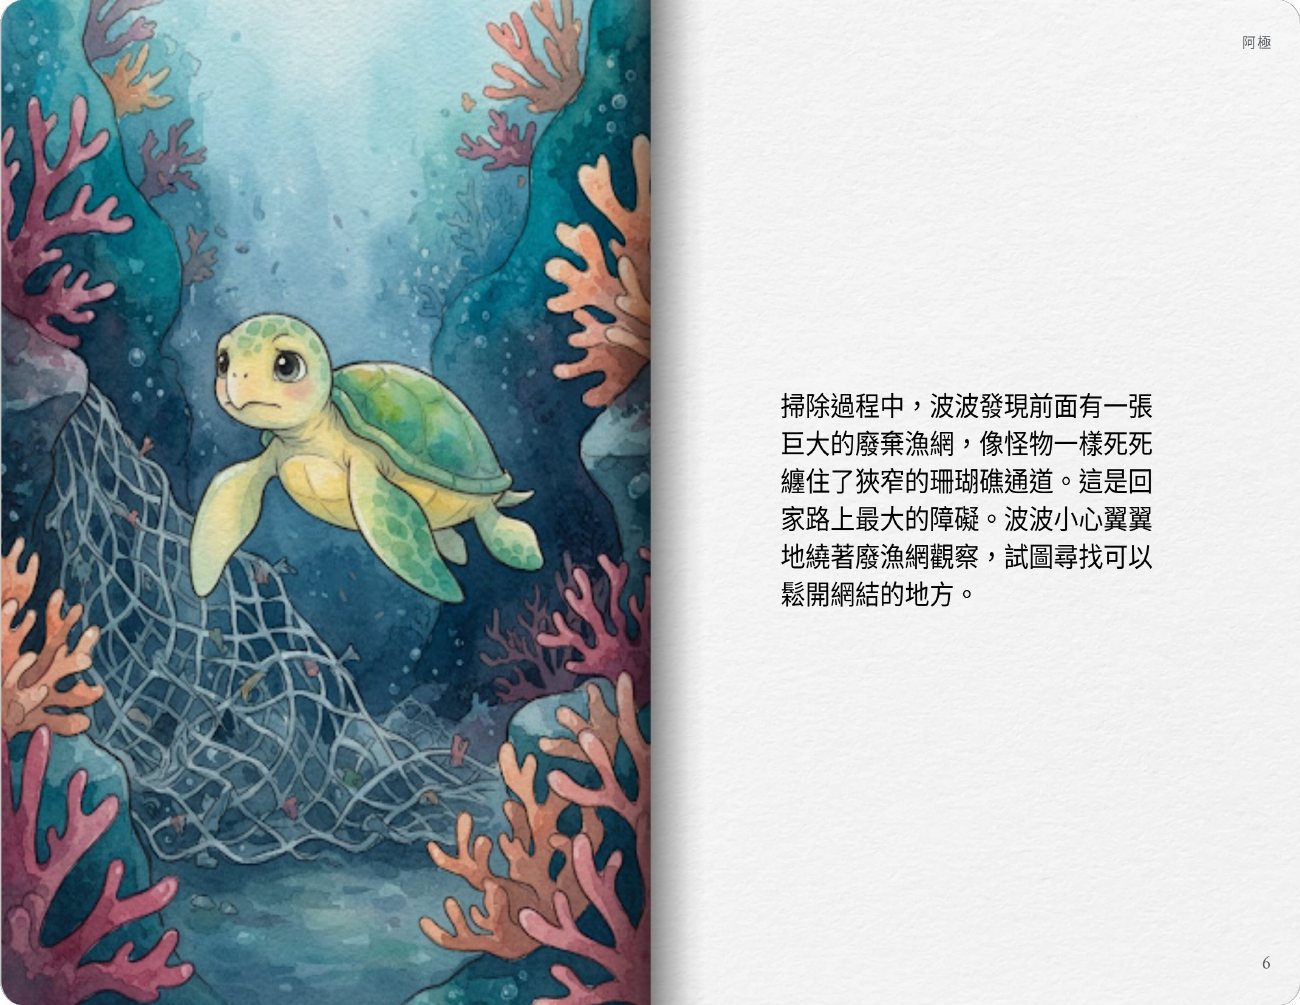 阿極
掃除過程中，波波發現前面有一張
巨大的廢棄漁網，像怪物一樣死死
纏住了狹窄的珊瑚礁通道。這是回
家路上最大的障礙。波波小心翼翼
地繞著廢漁網觀察，試圖尋找可以
鬆開網結的地方。
6